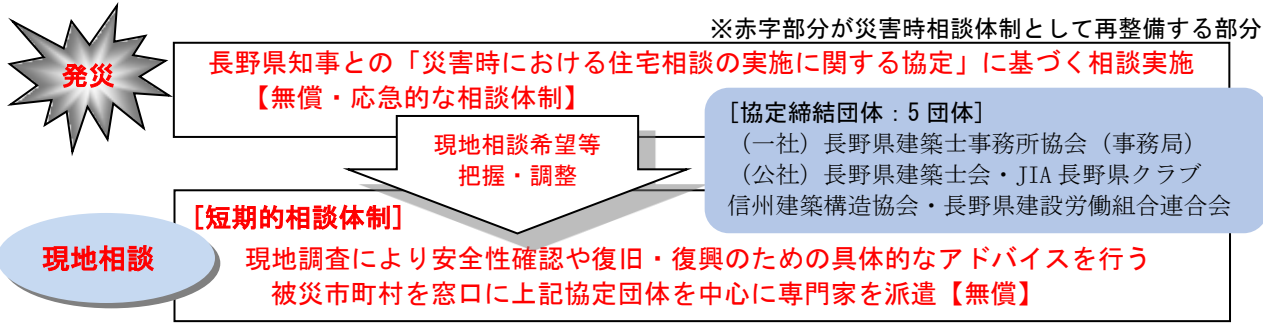 ※赤字部分が災害時相談体制として再整備する部分
発災
長野県知事との「災害時における住宅相談の実施に関する協定」に基づく相談実施
【無償・応急的な相談体制】
[協定締結団体：5 団体]
（一社）長野県建築士事務所協会（事務局）
（公社）長野県建築士会・JIA 長野県クラブ
信州建築構造協会・長野県建設労働組合連合会
現地相談希望等
把握・調整
[短期的相談体制]
現地相談
現地調査により安全性確認や復旧・復興のための具体的なアドバイスを行う
被災市町村を窓口に上記協定団体を中心に専門家を派遣【無償】